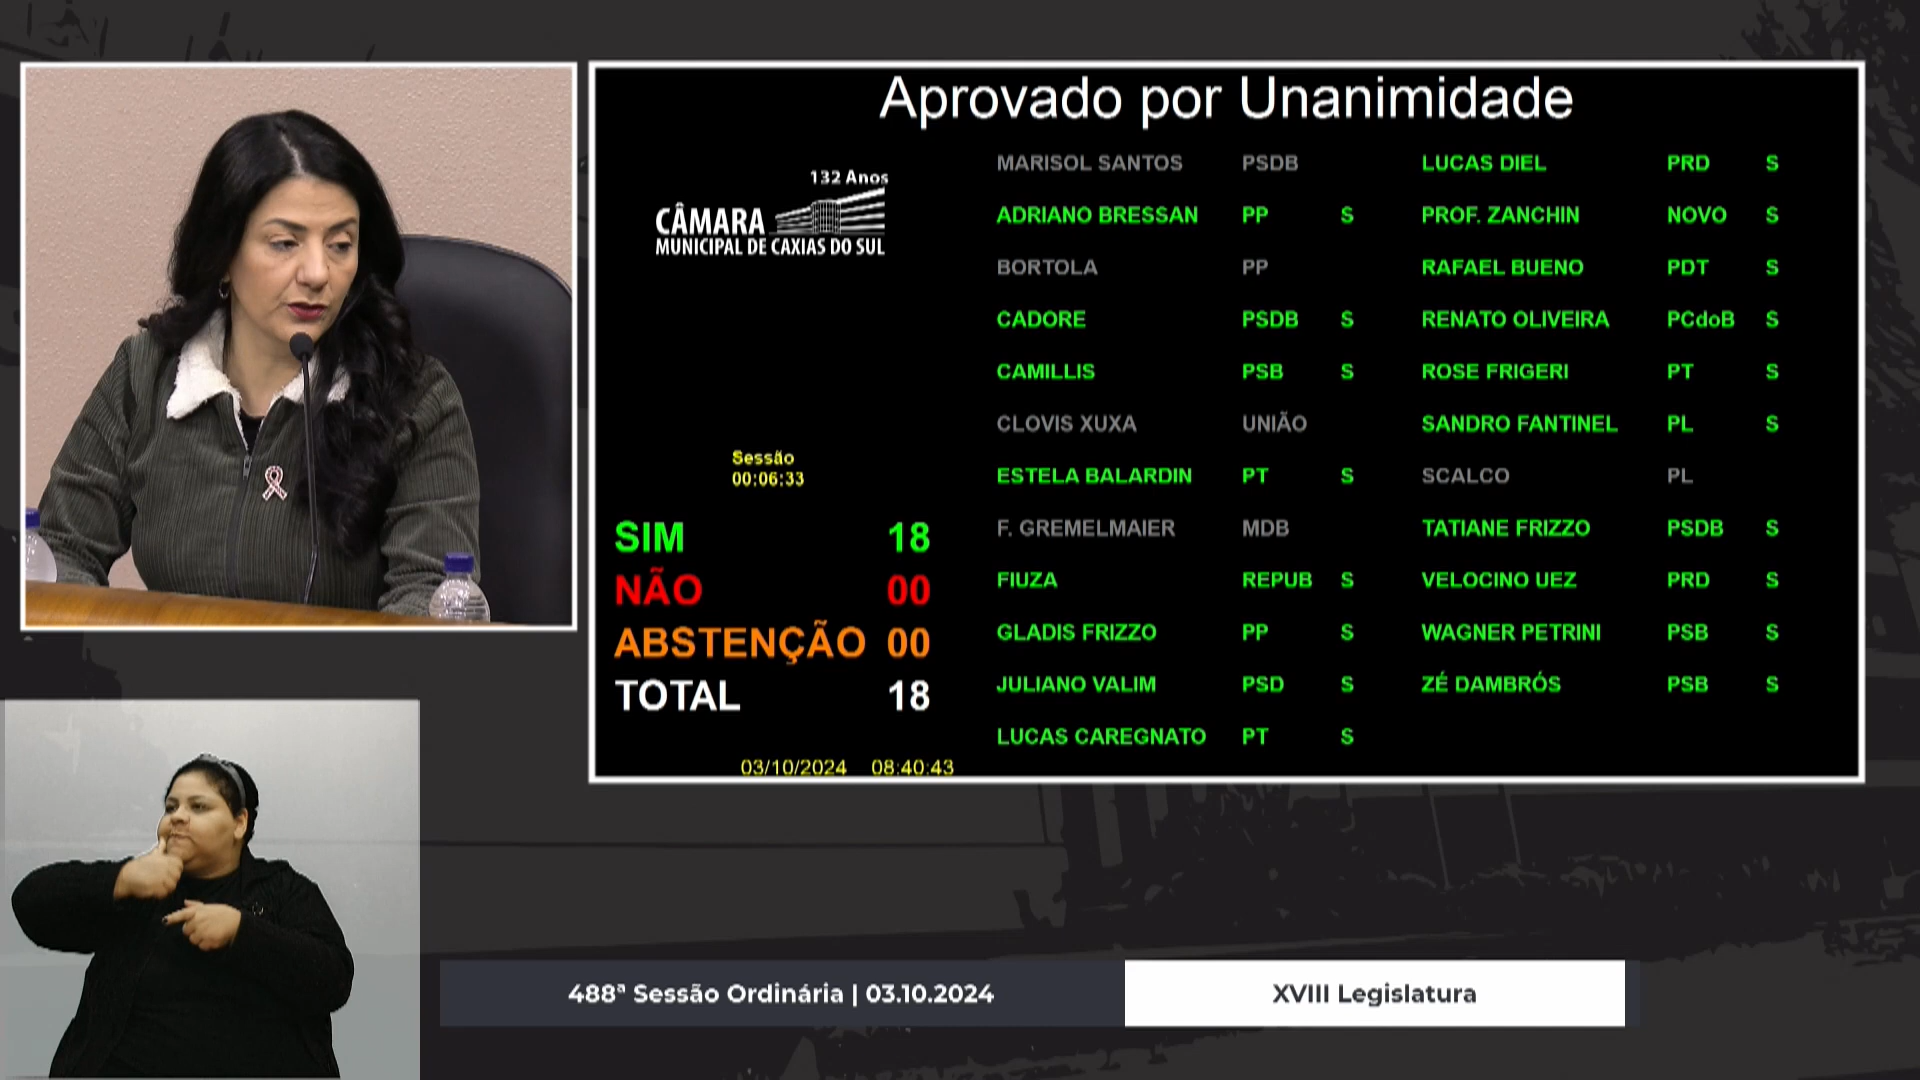 Aprovado por Unanimidade
132 Anos
CÂMARA
MUNICIPAL DE CAXIAS DO SUL
Sessão
00:06:33
SIM 18
NÃO 00
ABSTENÇÃO 00
TOTAL 18
03/10/2024 08:40:43
MARISOL SANTOS PSDB
ADRIANO BRESSAN PP S
BORTOLA PP
CADORE PSDB S
CAMILLIS PSB S
CLOVIS XUXA UNIÃO
ESTELA BALARDIN PT S
F. GREMELMAIER MDB
FIUZA REPUB S
GLADIS FRIZZO PP S
JULIANO VALIM PSD S
LUCAS CAREGNATO PT S
LUCAS DIEL PRD S
PROF. ZANCHIN NOVO S
RAFAEL BUENO PDT S
RENATO OLIVEIRA PCdoB S
ROSE FRIGERI PT S
SANDRO FANTINEL PL S
SCALCO PL
TATIANE FRIZZO PSDB S
VELOCINO UEZ PRD S
WAGNER PETRINI PSB S
ZÉ DAMBRÓS PSB S
488ª Sessão Ordinária | 03.10.2024
XVIII Legislatura